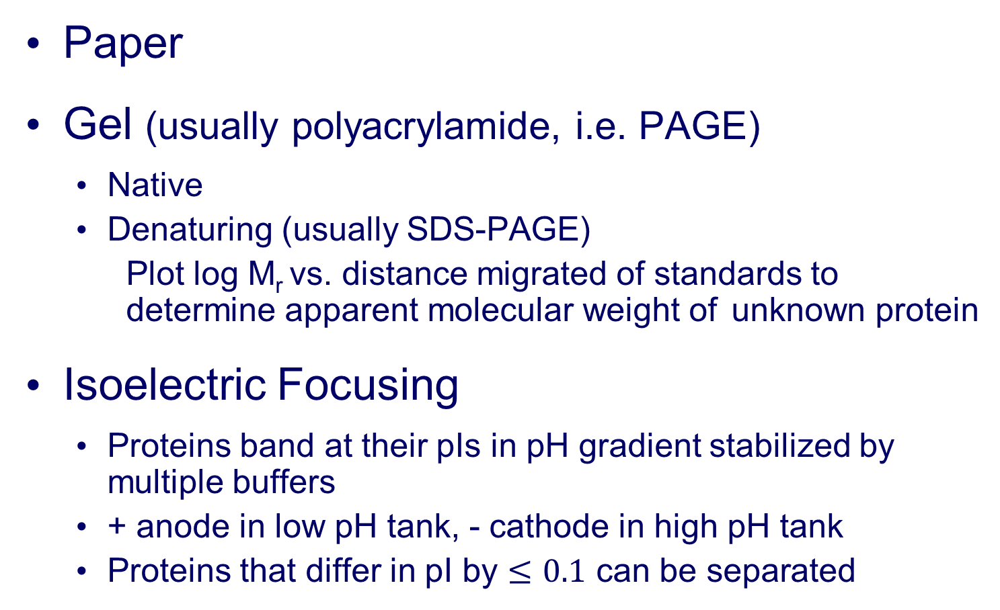 • Paper
• Gel (usually polyacrylamide, i.e. PAGE)
• Native
• Denaturing (usually SDS-PAGE)
Plot log Mr vs. distance migrated of standards to
determine apparent molecular weight of unknown protein
• Isoelectric Focusing
• Proteins band at their pIs in pH gradient stabilized by
multiple buffers
• + anode in low pH tank, - cathode in high pH tank
• Proteins that differ in pI by ≤ 0.1 can be separated